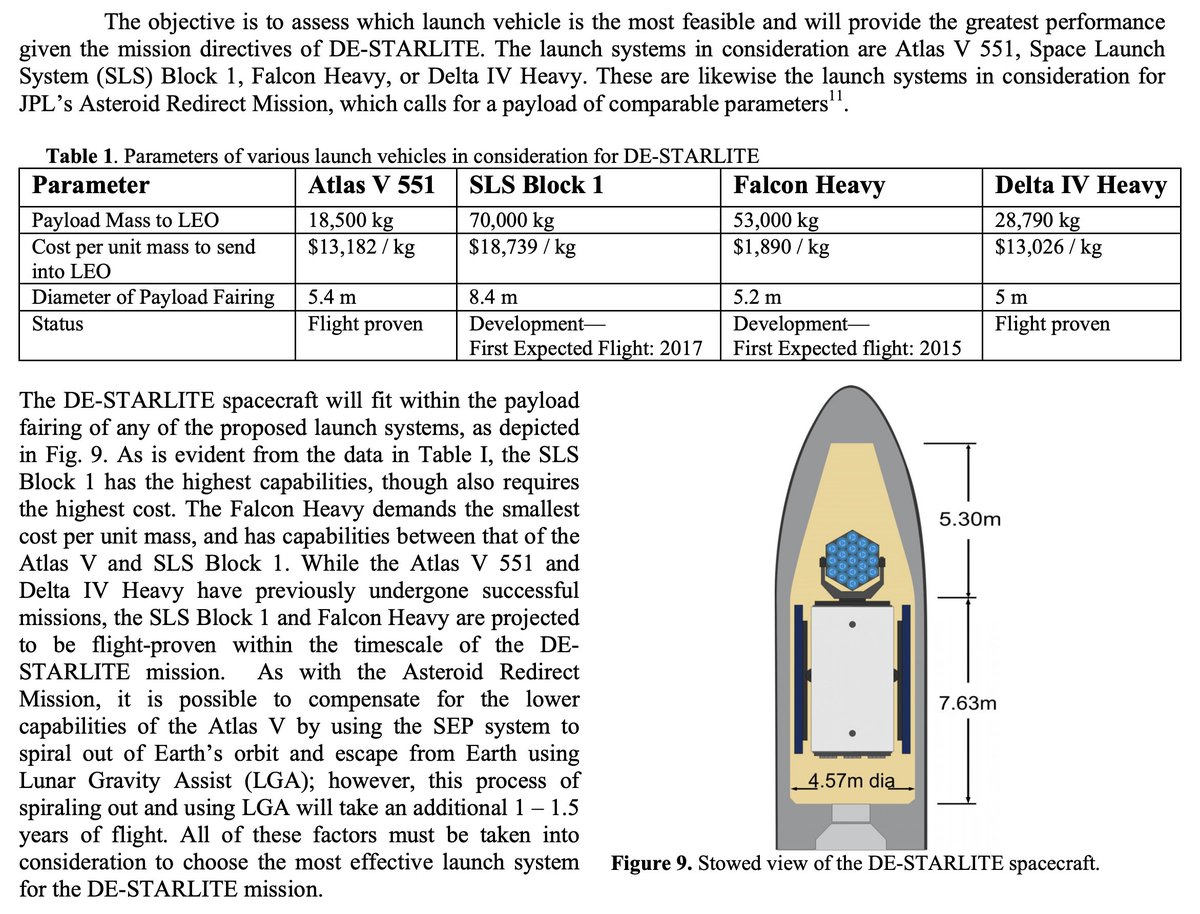 The objective is to assess which launch vehicle is the most feasible and will provide the greatest performance
given the mission directives of DE-STARLITE. The launch systems in consideration are Atlas V 551, Space Launch
System (SLS) Block 1, Falcon Heavy, or Delta IV Heavy. These are likewise the launch systems in consideration for
JPL’s Asteroid Redirect Mission, which calls for a payload of comparable parameters¹¹.
Table 1. Parameters of various launch vehicles in consideration for DE-STARLITE
Parameter Atlas V 551 SLS Block 1 Falcon Heavy Delta IV Heavy
Payload Mass to LEO 18,500 kg 70,000 kg 53,000 kg 28,790 kg
Cost per unit mass to send $13,182 / kg $18,739 / kg $1,890 / kg $13,026 / kg
into LEO
Diameter of Payload Fairing 5.4 m 8.4 m 5.2 m 5 m
Status Flight proven Development— Development— Flight proven
First Expected Flight: 2017 First Expected flight: 2015
The DE-STARLITE spacecraft will fit within the payload
fairing of any of the proposed launch systems, as depicted
in Fig. 9. As is evident from the data in Table I, the SLS
Block 1 has the highest capabilities, though also requires
the highest cost. The Falcon Heavy demands the smallest
cost per unit mass, and has capabilities between that of the
Atlas V and SLS Block 1. While the Atlas V 551 and
Delta IV Heavy have previously undergone successful
missions, the SLS Block 1 and Falcon Heavy are projected
to be flight-proven within the timescale of the DE-
STARLITE mission. As with the Asteroid Redirect
Mission, it is possible to compensate for the lower
capabilities of the Atlas V by using the SEP system to
spiral out of Earth’s orbit and escape from Earth using
Lunar Gravity Assist (LGA); however, this process of
spiraling out and using LGA will take an additional 1 – 1.5
years of flight. All of these factors must be taken into
consideration to choose the most effective launch system
for the DE-STARLITE mission.
5.30m
7.63m
4.57m dia
Figure 9. Stowed view of the DE-STARLITE spacecraft.